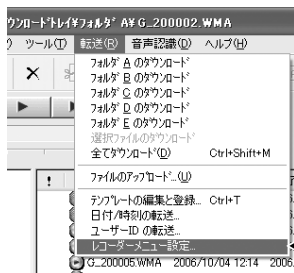 ウンロードトレイ¥フォルダ A¥G_200002.WMA
) ツール(T) 転送(R) 音声認識(O) ヘルプ(H)
フォルダ A のダウンロード
フォルダ B のダウンロード
フォルダ C のダウンロード
フォルダ D のダウンロード
フォルダ E のダウンロード
選択ファイルのダウンロード
全てダウンロード(D) Ctrl+Shift+M
ファイルのアップロード...(U)
!
テンプレートの編集と登録... Ctrl+T
日付/時刻の転送...
ユーザーID の転送...
レコーダーメニュー設定...
G_200005.WMA 2006/10/04 12:14 2006